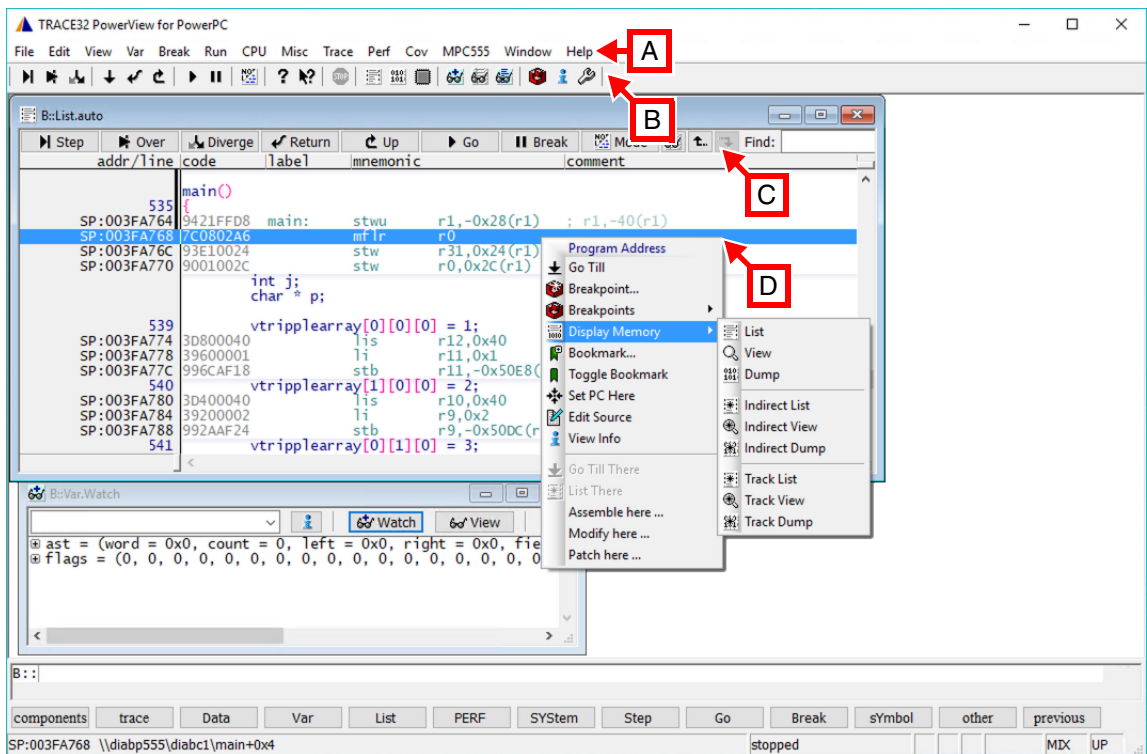 TRACE32 PowerView for PowerPC
File Edit View Var Break Run CPU Misc Trace Perf Cov MPC555 Window Help
A
B
B::List.auto
Step Over Diverge Return Up Go Break Mode Find:
C
addr/line code label mnemonic comment
main()
535 {
SP:003FA764 9421FFD8 main: stwu r1,-0x28(r1) ; r1,-40(r1)
SP:003FA768 7C0802A6 mflr r0
SP:003FA76C 93E10024 stw r31,0x24(r1)
SP:003FA770 9001002C stw r0,0x2C(r1)
int j;
char * p;
539 vtripplearray[0][0][0] = 1;
SP:003FA774 3D800040 lis r12,0x40
SP:003FA778 39600001 li r11,0x1
SP:003FA77C 996CAF18 stb r11,-0x50E8(
540 vtripplearray[1][0][0] = 2;
SP:003FA780 3D400040 lis r10,0x40
SP:003FA784 39200002 li r9,0x2
SP:003FA788 992AAF24 stb r9,-0x50DC(r
541 vtripplearray[0][1][0] = 3;
Program Address
D
Go Till
Breakpoint...
Breakpoints
Display Memory
Bookmark...
Toggle Bookmark
Set PC Here
Edit Source
View Info
Go Till There
List There
Assemble here ...
Modify here ...
Patch here ...
List
View
Dump
Indirect List
Indirect View
Indirect Dump
Track List
Track View
Track Dump
B::Var.Watch
Watch View
ast = (word = 0x0, count = 0, left = 0x0, right = 0x0, fie
flags = (0, 0, 0, 0, 0, 0, 0, 0, 0, 0, 0, 0, 0, 0, 0, 0
B::
components trace Data Var List PERF SYStem Step Go Break sYmbol other previous
SP:003FA768 \\diabp555\diabc1\main+0x4 stopped MIX UP